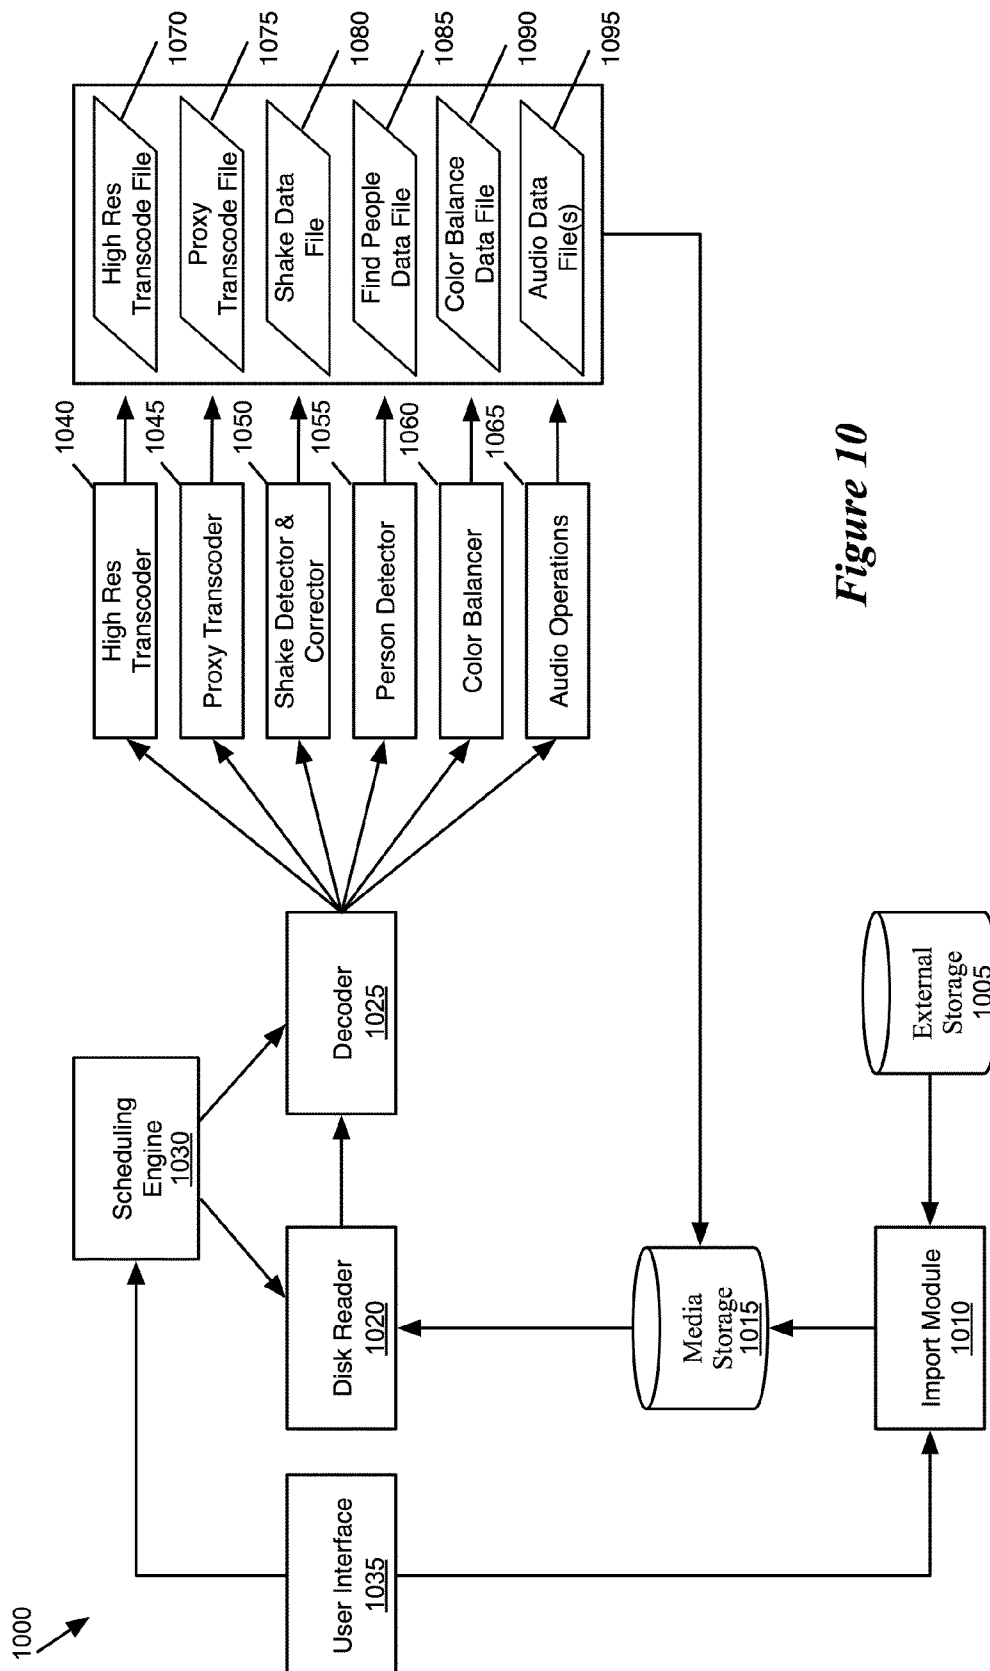 1000
User Interface
1035
Scheduling
Engine
1030
Disk Reader
1020
Decoder
1025
Media
Storage
1015
Import Module
1010
External
Storage
1005
1040
High Res
Transcoder
1045
Proxy Transcoder
1050
Shake Detector &
Corrector
1055
Person Detector
1060
Color Balancer
1065
Audio Operations
High Res
Transcode File
1070
Proxy
Transcode File
1075
Shake Data
File
1080
Find People
Data File
1085
Color Balance
Data File
1090
Audio Data
File(s)
1095
Figure 10